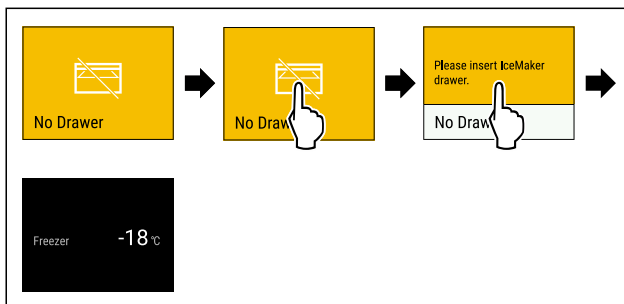 No Drawer
No Draw
Please insert IceMaker
drawer.
No Draw
Freezer -18 °C